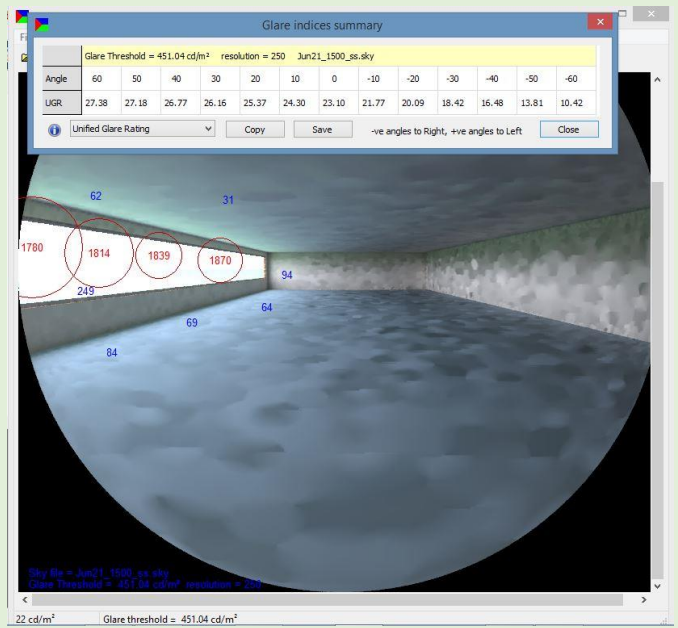 Glare indices summary
Glare Threshold = 451.04 cd/m² resolution = 250 Jun21_1500_ss.sky
Angle 60 50 40 30 20 10 0 -10 -20 -30 -40 -50 -60
UGR 27.38 27.18 26.77 26.16 25.37 24.30 23.10 21.77 20.09 18.42 16.48 13.81 10.42
Unified Glare Rating Copy Save -ve angles to Right, +ve angles to Left Close
62 31
1780 1814 1839 1870
94
249
64
69
84
Sky file = Jun21_1500_ss.sky
Glare Threshold = 451.04 cd/m² resolution = 250
22 cd/m² Glare threshold = 451.04 cd/m²